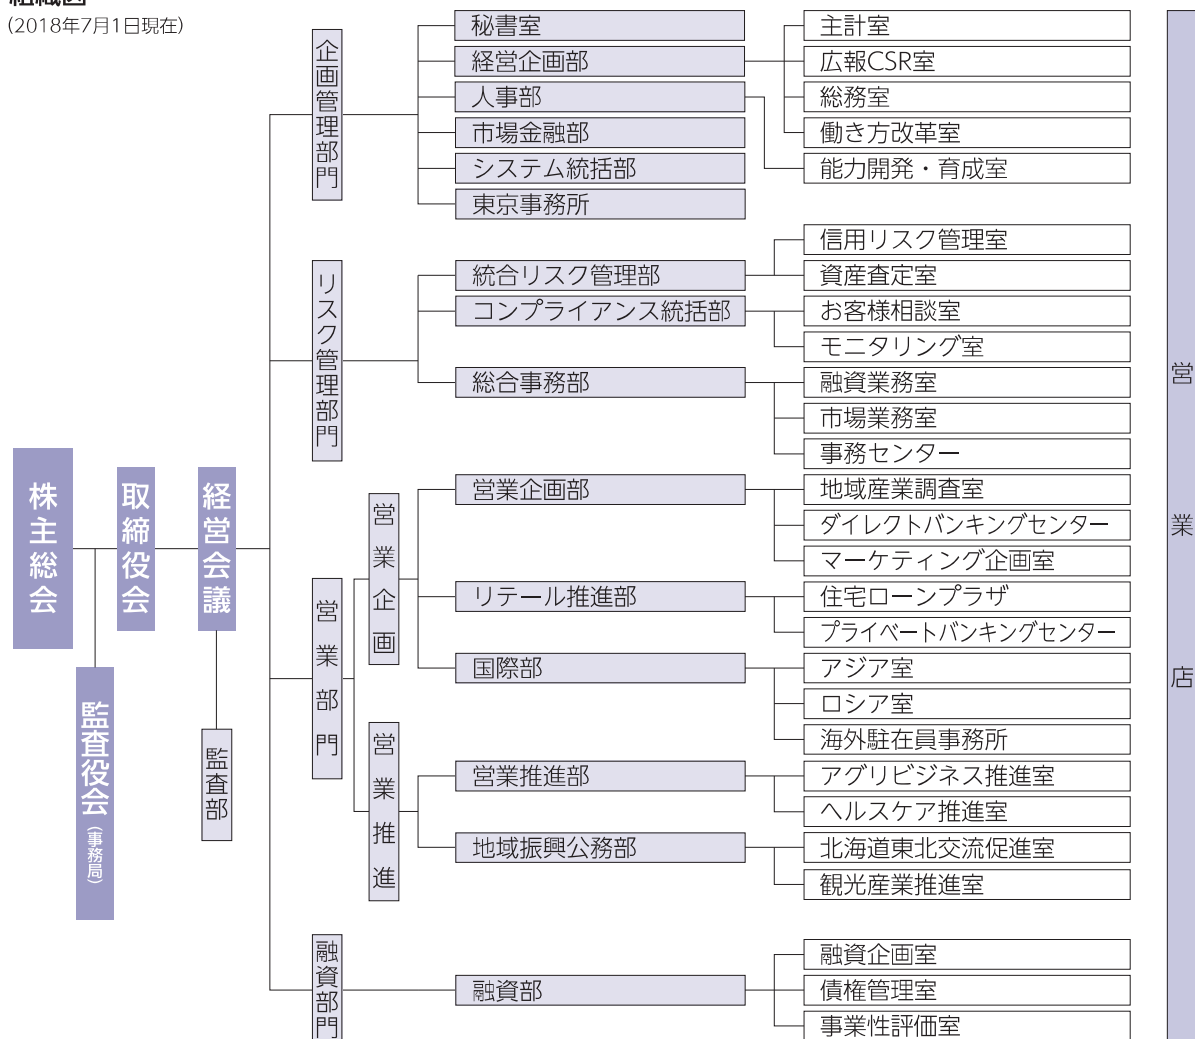 組織図
(2018年7月1日現在)
株主総会
監査役会(事務局)
取締役会
経営会議
監査部
企画管理部門
秘書室
経営企画部
主計室
広報CSR室
総務室
働き方改革室
人事部
能力開発・育成室
市場金融部
システム統括部
東京事務所
リスク管理部門
統合リスク管理部
信用リスク管理室
資産査定室
コンプライアンス統括部
お客様相談室
モニタリング室
総合事務部
融資業務室
市場業務室
事務センター
営業部門
営業企画
営業企画部
地域産業調査室
ダイレクトバンキングセンター
マーケティング企画室
リテール推進部
住宅ローンプラザ
プライベートバンキングセンター
国際部
アジア室
ロシア室
海外駐在員事務所
営業推進
営業推進部
アグリビジネス推進室
ヘルスケア推進室
地域振興公務部
北海道東北交流促進室
観光産業推進室
融資部門
融資部
融資企画室
債権管理室
事業性評価室
営業店